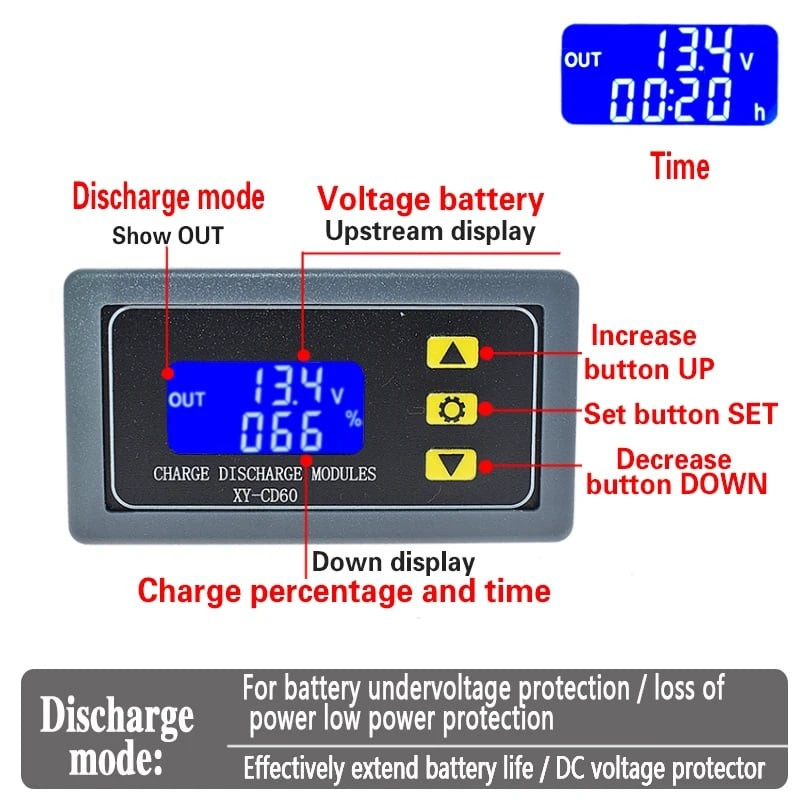 OUT 13.4 V
00:20 h
Time
Discharge mode
Show OUT
Voltage battery
Upstream display
Increase
button UP
OUT 13.4 V
066 %
Set button SET
Decrease
button DOWN
CHARGE DISCHARGE MODULES
XY-CD60
Down display
Charge percentage and time
Discharge
mode:
For battery undervoltage protection / loss of
power low power protection
Effectively extend battery life / DC voltage protector